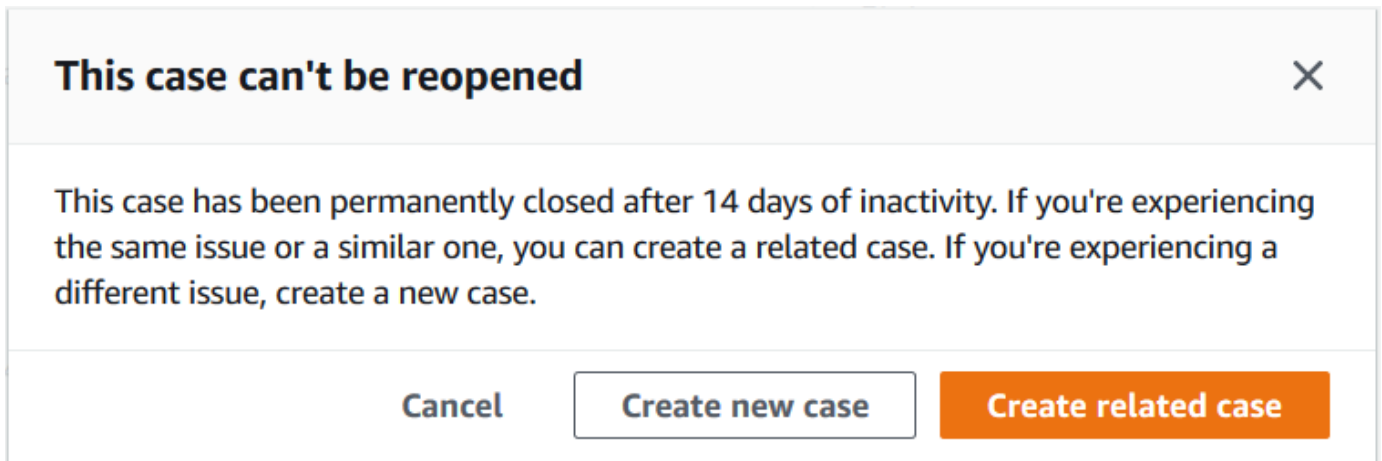 This case can't be reopened
This case has been permanently closed after 14 days of inactivity. If you're experiencing
the same issue or a similar one, you can create a related case. If you're experiencing a
different issue, create a new case.
Cancel
Create new case
Create related case